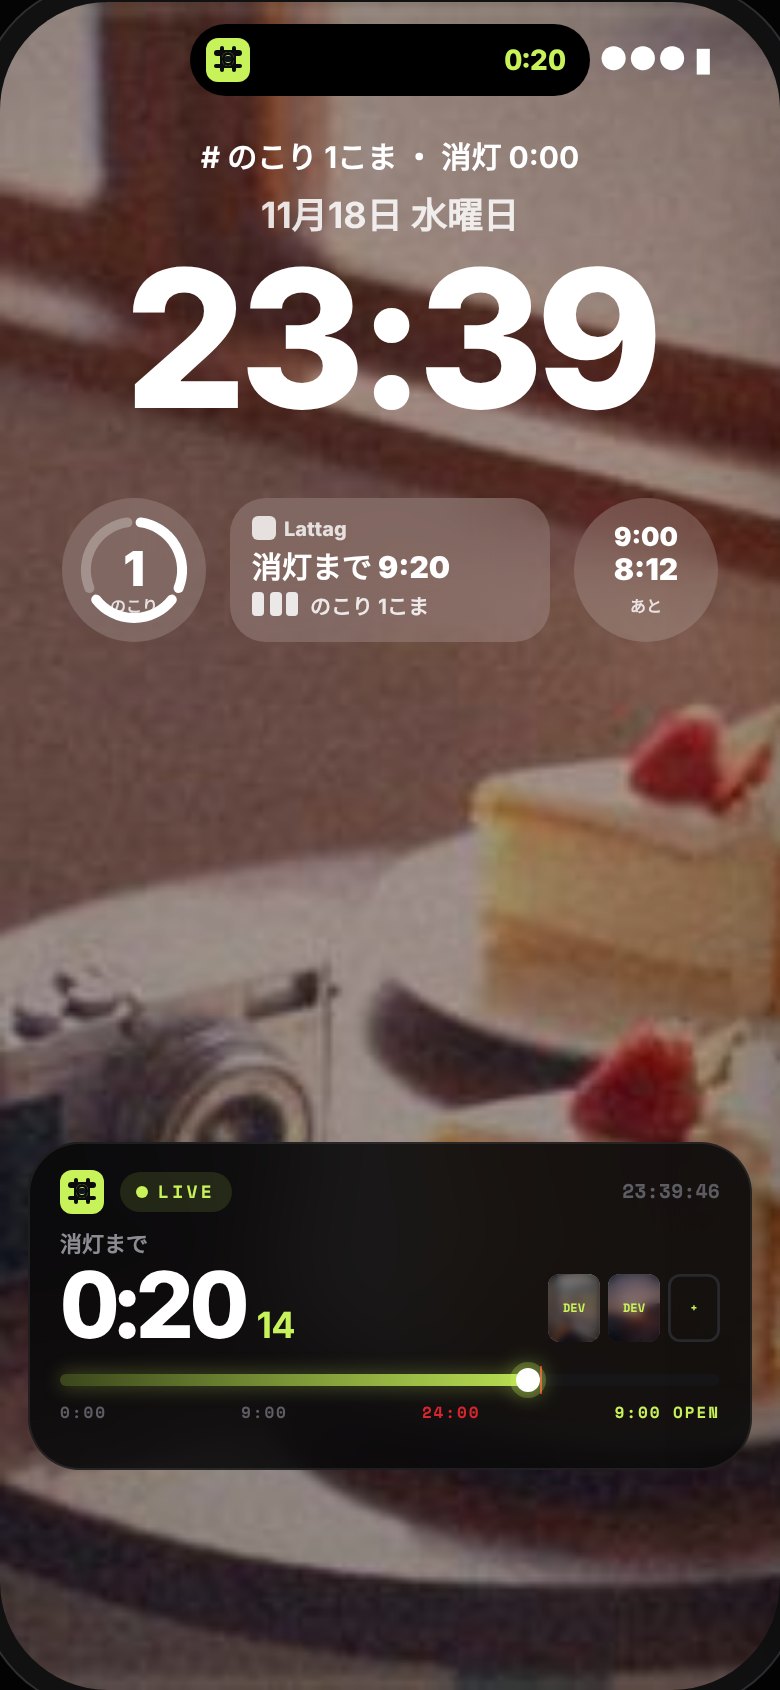 0:20
# のこり 1こま ・ 消灯 0:00
11月18日 水曜日
23:39
1
のこり
Lattag
消灯まで 9:20
のこり 1こま
9:00
8:12
あと
LIVE
23:39:46
消灯まで
0:20 14
DEV DEV +
0:00 9:00 24:00 9:00 OPEN